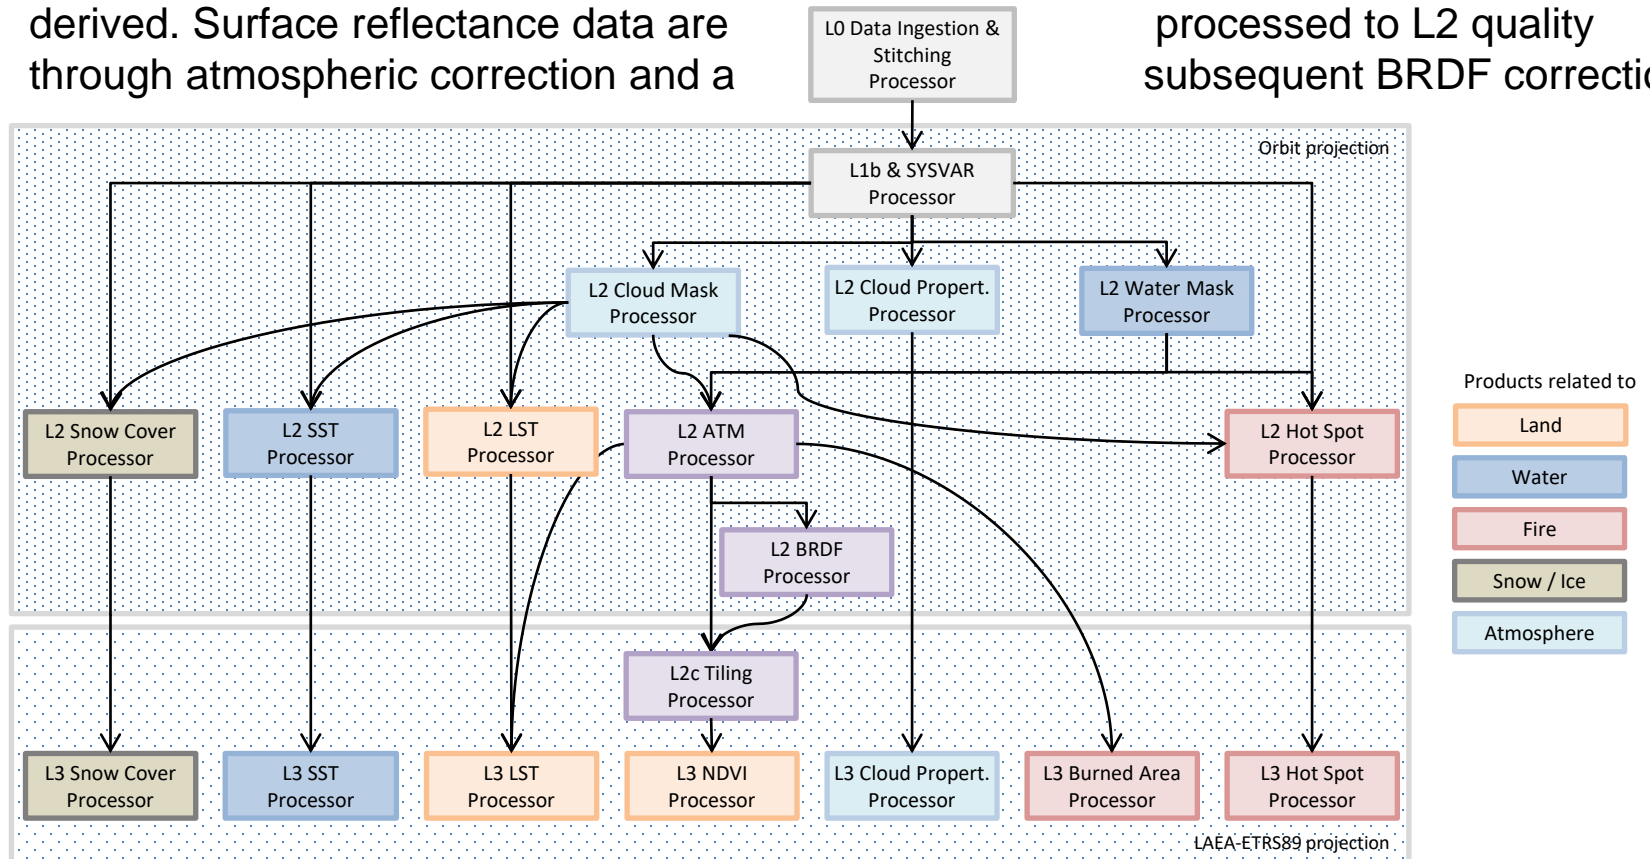 derived. Surface reflectance data are
processed to L2 quality
through atmospheric correction and a
subsequent BRDF correctio
L0 Data Ingestion &
Stitching
Processor
Orbit projection
L1b & SYSVAR
Processor
L2 Cloud Mask
Processor
L2 Cloud Propert.
Processor
L2 Water Mask
Processor
L2 Snow Cover
Processor
L2 SST
Processor
L2 LST
Processor
L2 ATM
Processor
L2 Hot Spot
Processor
L2 BRDF
Processor
L2c Tiling
Processor
L3 Snow Cover
Processor
L3 SST
Processor
L3 LST
Processor
L3 NDVI
Processor
L3 Cloud Propert.
Processor
L3 Burned Area
Processor
L3 Hot Spot
Processor
LAEA-ETRS89 projection
Products related to
Land
Water
Fire
Snow / Ice
Atmosphere